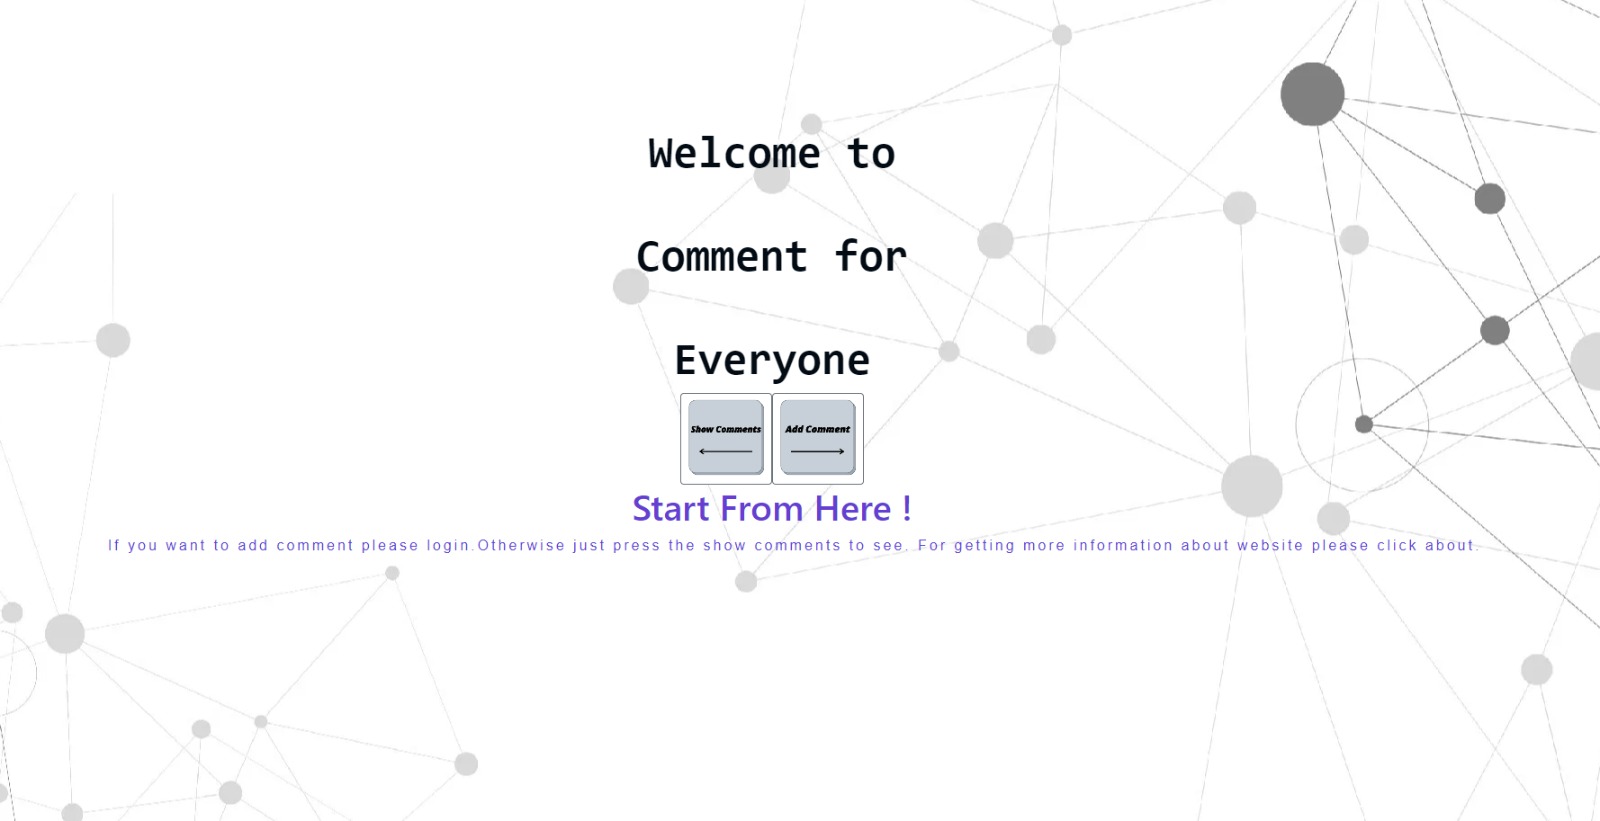 Welcome to
Comment for
Everyone
Show Comments
Add Comment
Start From Here !
If you want to add comment please login.Otherwise just press the show comments to see. For getting more information about website please click about.